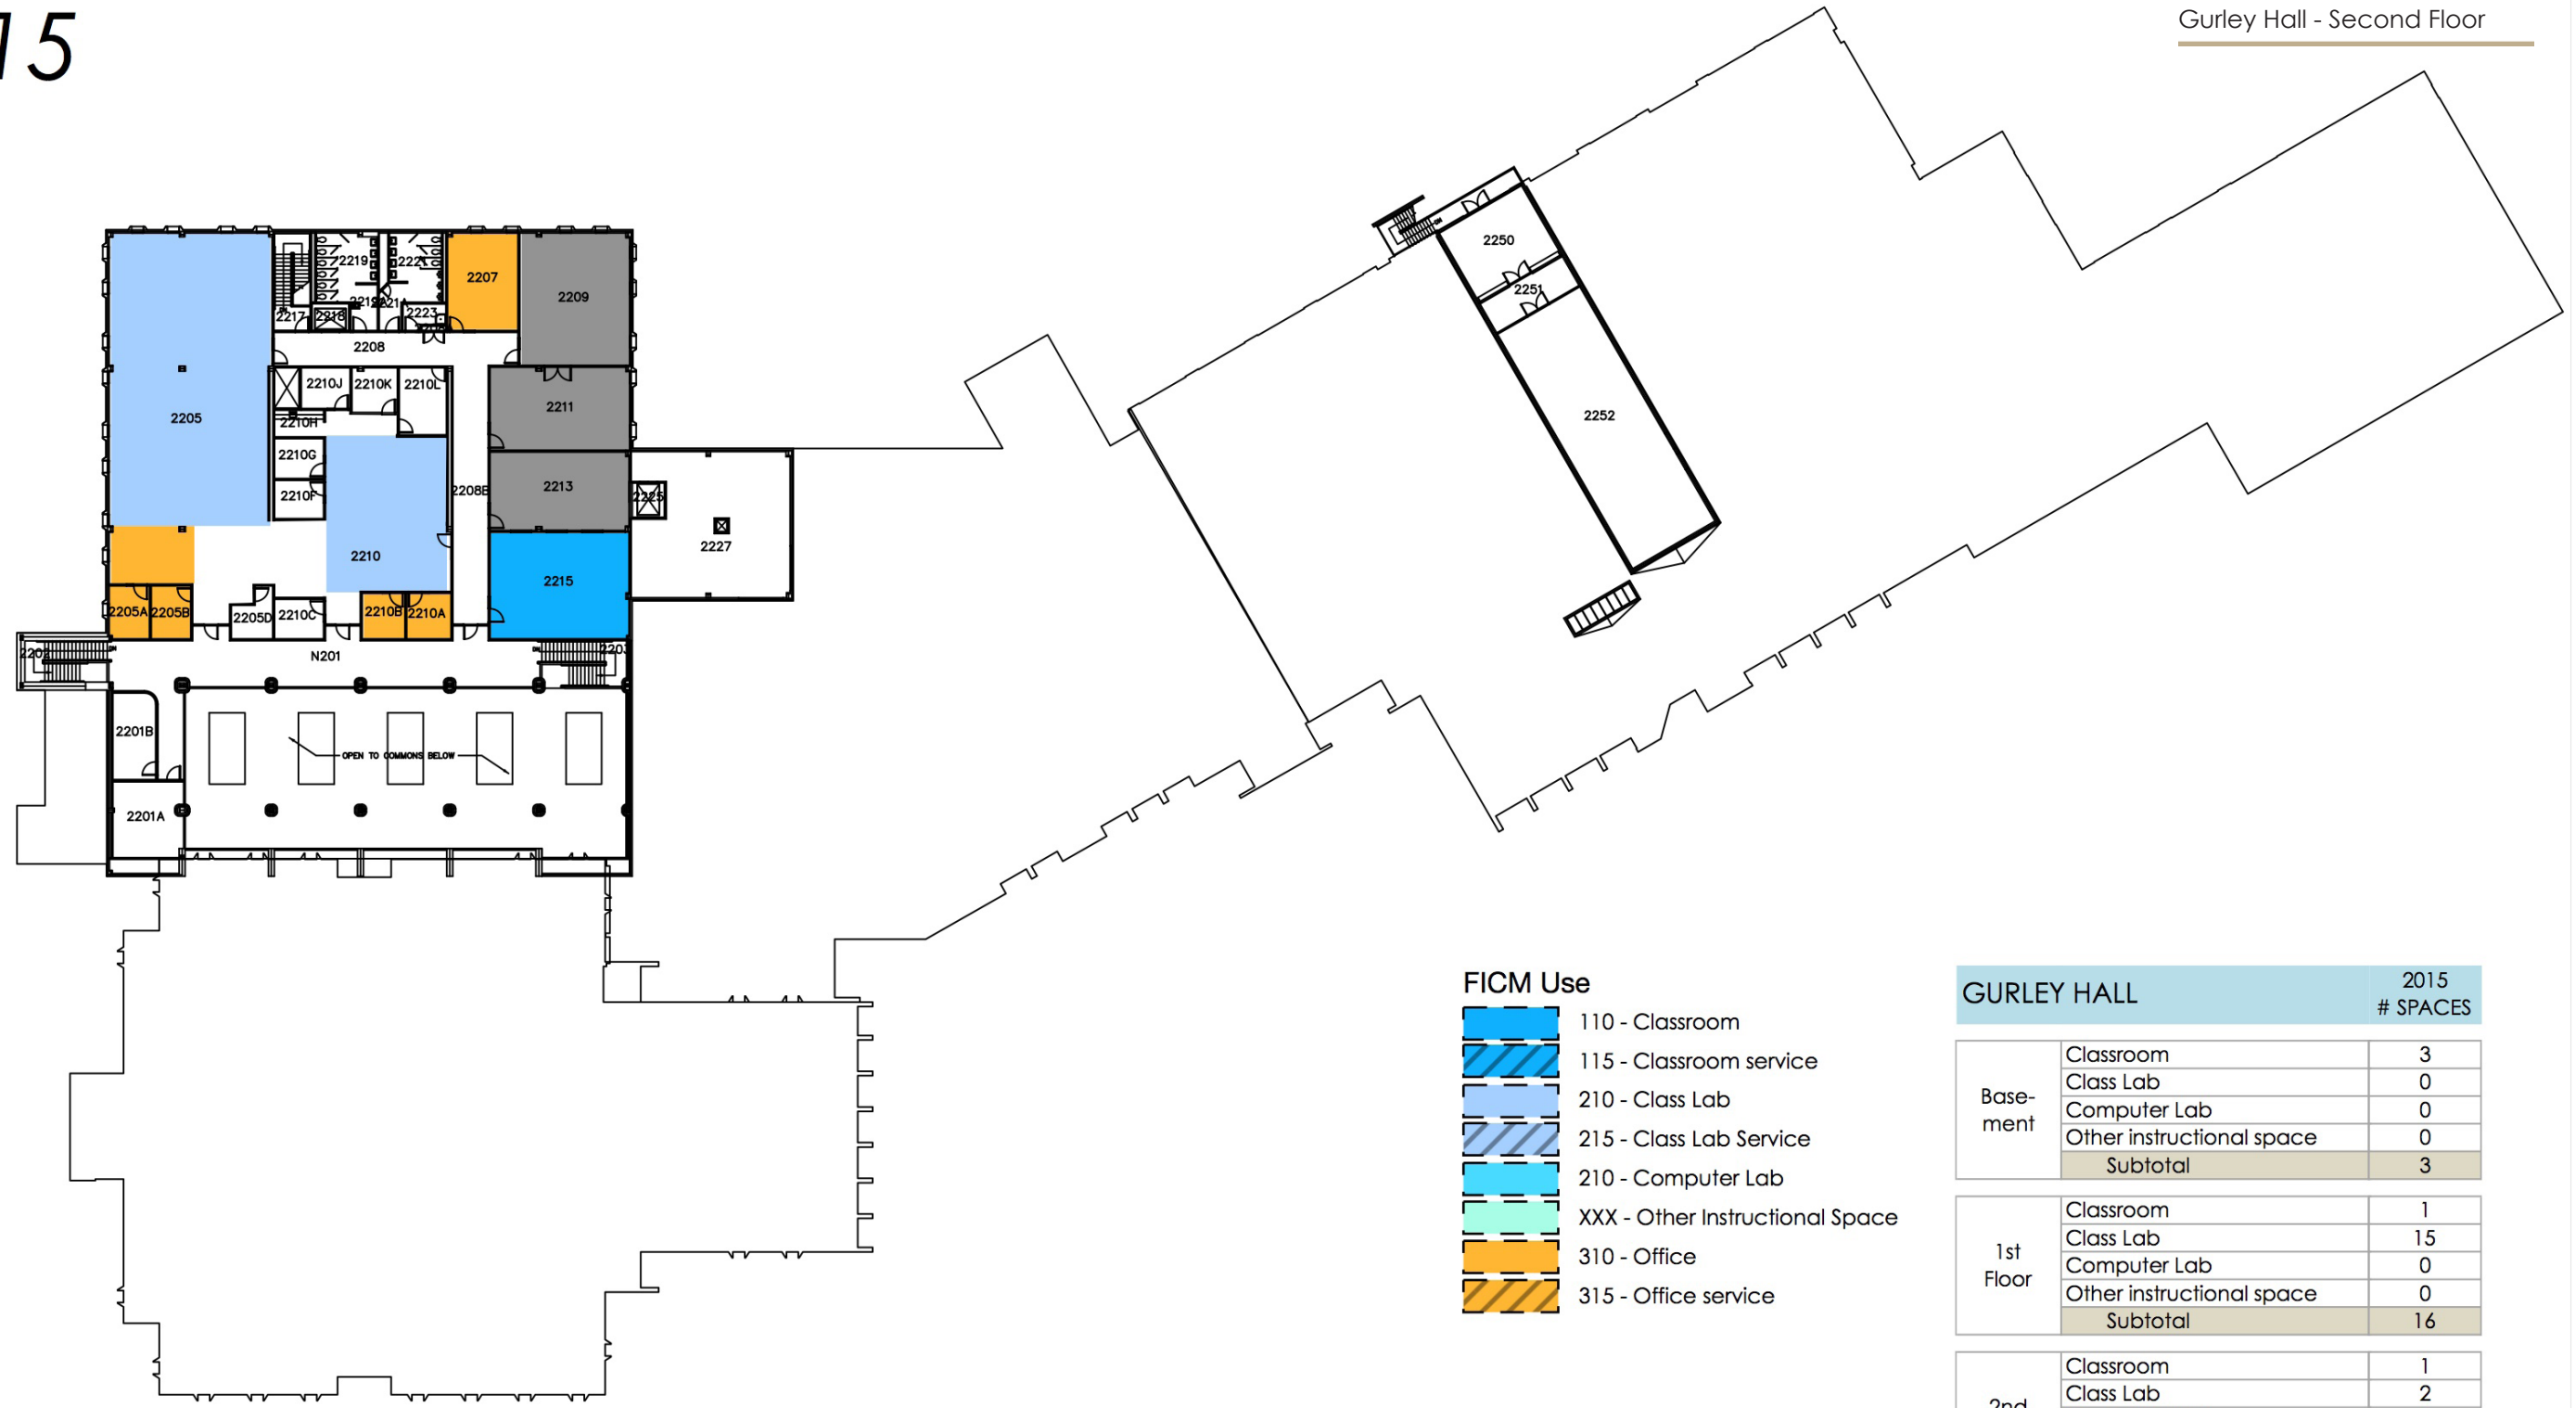 15
Gurley Hall - Second Floor
2250
2251
2252
2219
2207
2209
2223
2217
2218
2208
2210J
2210K
2210L
2205
2211
2210H
2210G
2210F
2208B
2213
2225
2227
2210
2215
2205A
2205B
2205D
2210C
2210B
2210A
2202
N201
2201B
OPEN TO COMMONS BELOW
2201A
FICM Use
110 - Classroom
115 - Classroom service
210 - Class Lab
215 - Class Lab Service
210 - Computer Lab
XXX - Other Instructional Space
310 - Office
315 - Office service
GURLEY HALL
2015
# SPACES
Base-
ment
Classroom 3
Class Lab 0
Computer Lab 0
Other instructional space 0
Subtotal 3
1st
Floor
Classroom 1
Class Lab 15
Computer Lab 0
Other instructional space 0
Subtotal 16
2nd
Classroom 1
Class Lab 2